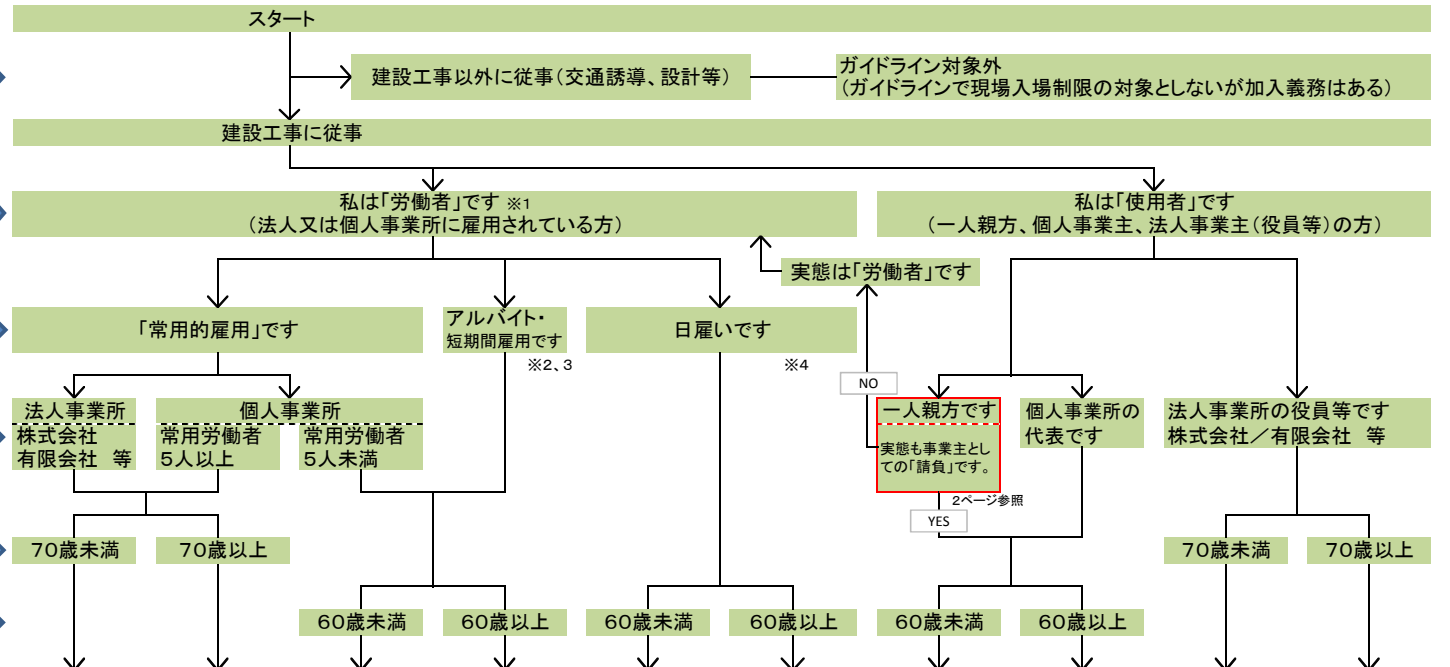 スタート
建設工事以外に従事(交通誘導、設計等)
ガイドライン対象外
(ガイドラインで現場入場制限の対象としないが加入義務はある)
建設工事に従事
私は「労働者」です ※1
(法人又は個人事業所に雇用されている方)
私は「使用者」です
(一人親方、個人事業主、法人事業主(役員等)の方)
実態は「労働者」です
「常用的雇用」です
アルバイト・
短期間雇用です
※2、3
日雇いです
※4
NO
法人事業所
株式会社
有限会社 等
個人事業所
常用労働者
5人以上
常用労働者
5人未満
一人親方です
実態も事業主とし
ての「請負」です。
2ページ参照
YES
個人事業所の
代表です
法人事業所の役員等です
株式会社/有限会社 等
70歳未満
70歳以上
70歳未満
70歳以上
60歳未満
60歳以上
60歳未満
60歳以上
60歳未満
60歳以上